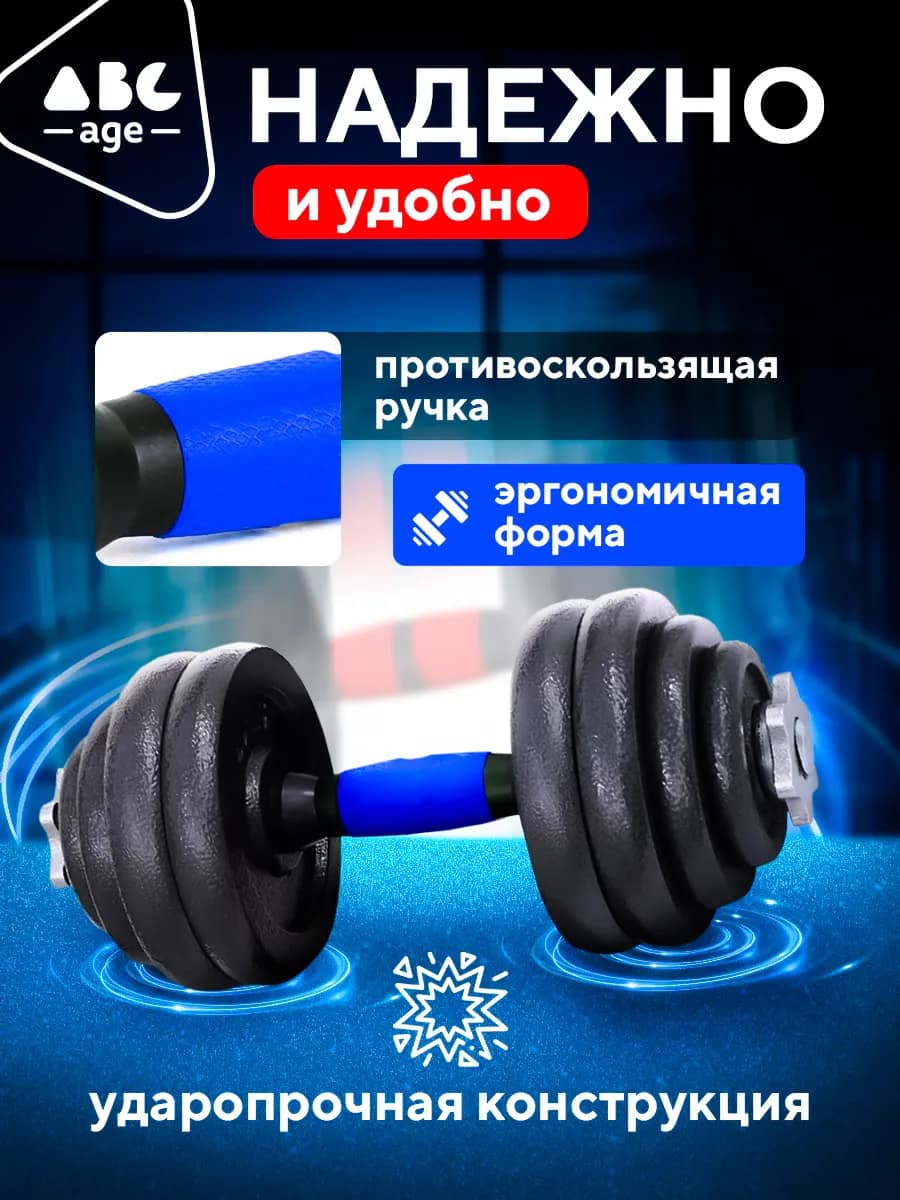 ABC
age
НАДЕЖНО
и удобно
противоскользящая
ручка
эргономичная
форма
ударопрочная конструкция